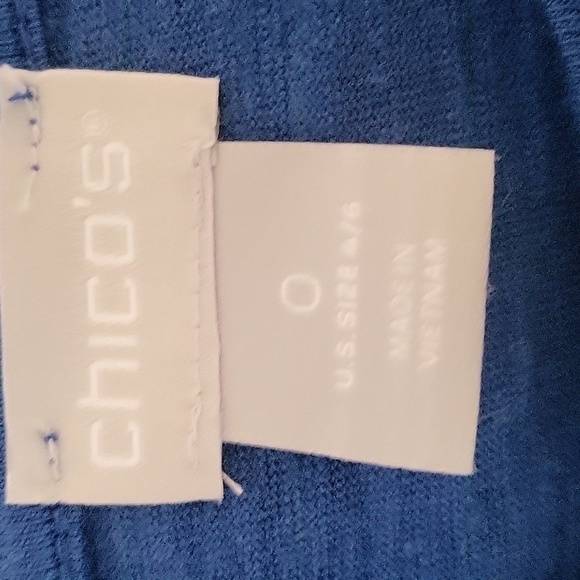 chico's®
0
U.S. SIZE 4/6
MADE IN
VIETNAM